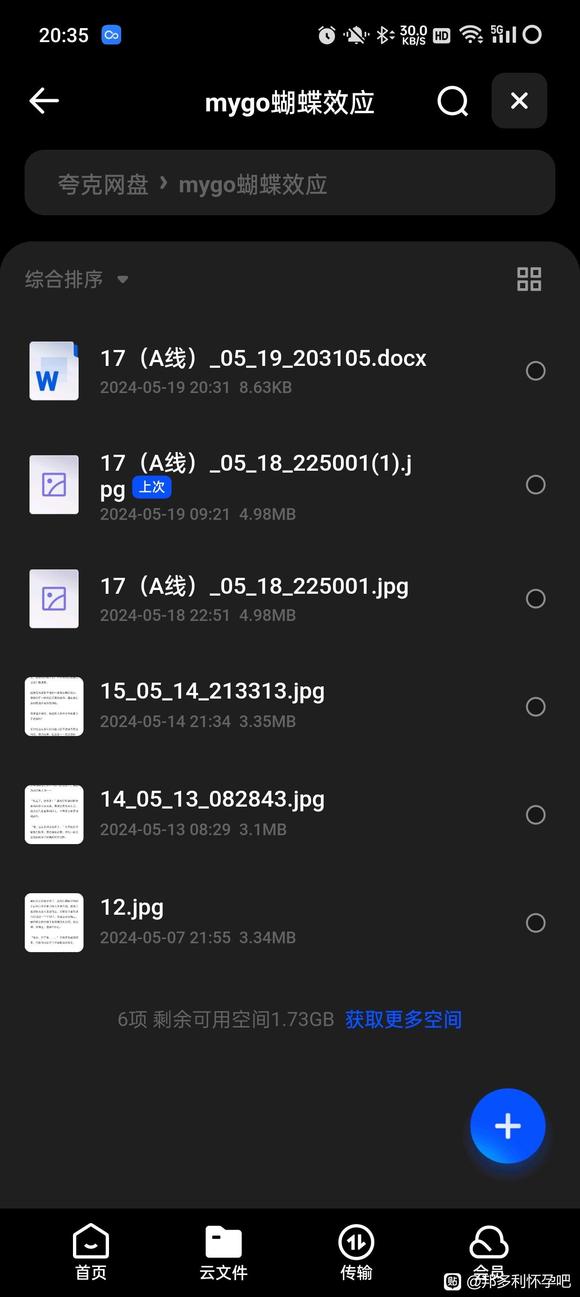 20:35
30.0 KB/S HD 5G
mygo蝴蝶效应
夸克网盘 › mygo蝴蝶效应
综合排序
17（A线）_05_19_203105.docx
W
2024-05-19 20:31 8.63KB
17（A线）_05_18_225001(1).j
pg 上次
2024-05-19 09:21 4.98MB
17（A线）_05_18_225001.jpg
2024-05-18 22:51 4.98MB
15_05_14_213313.jpg
2024-05-14 21:34 3.35MB
14_05_13_082843.jpg
2024-05-13 08:29 3.1MB
12.jpg
2024-05-07 21:55 3.34MB
6项 剩余可用空间1.73GB 获取更多空间
首页 云文件 传输 会员
贴 @邦多利怀孕吧